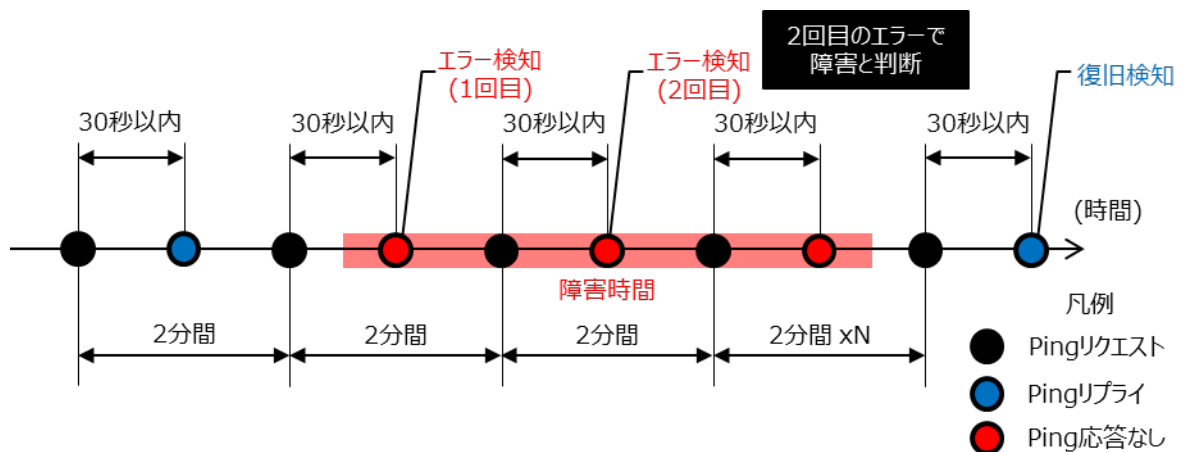 2回目のエラーで
障害と判断
エラー検知
(1回目)
エラー検知
(2回目)
復旧検知
30秒以内
30秒以内
30秒以内
30秒以内
30秒以内
(時間)
障害時間
2分間
2分間
2分間
2分間 xN
凡例
Pingリクエスト
Pingリプライ
Ping応答なし